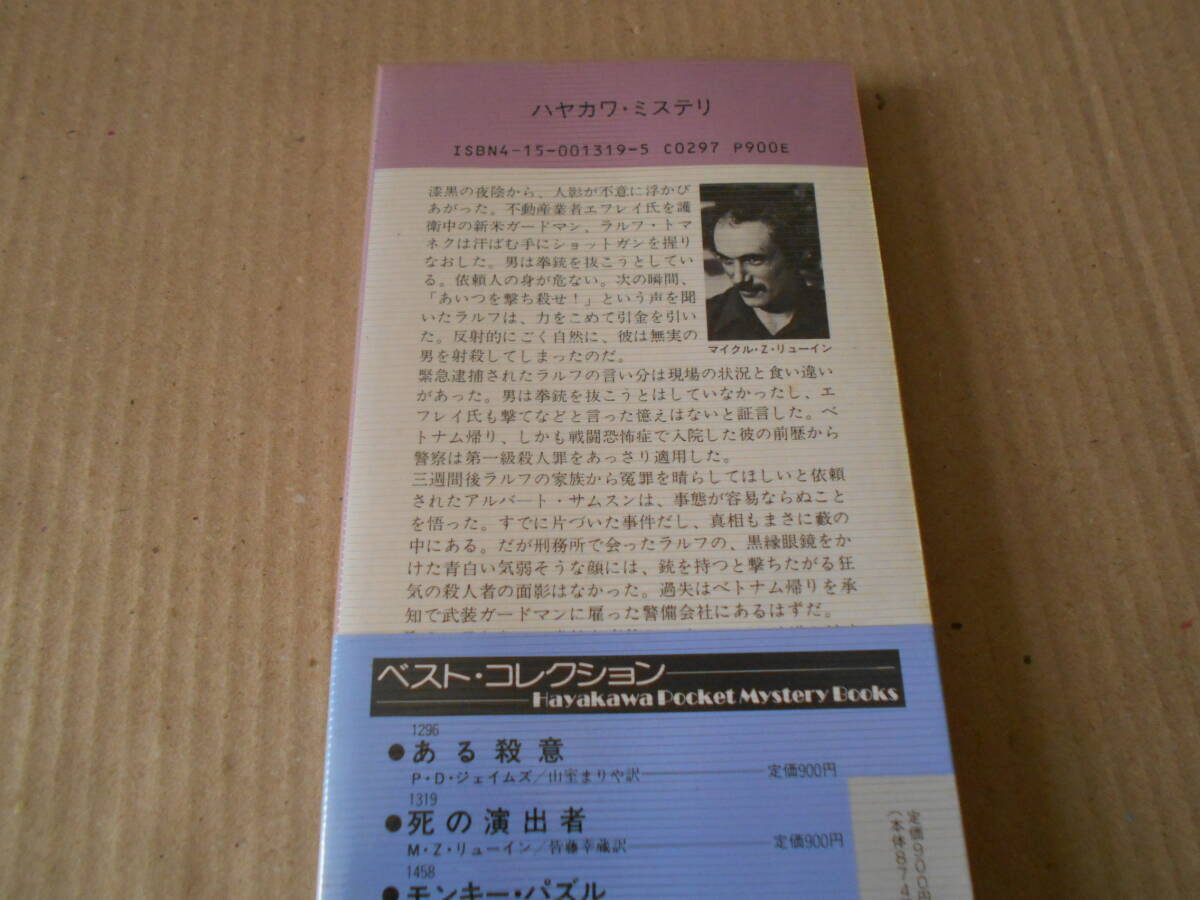 ハヤカワ・ミステリ
ISBN4-15-001319-5 C0297 P900E
漆黒の夜陰から、人影が不意に浮かび
あがった。不動産業者エフレイ氏を護
衛中の新米ガードマン、ラルフ・トマ
ネクは汗ばむ手にショットガンを握り
なおした。男は拳銃を抜こうとしてい
る。依頼人の身が危ない。次の瞬間、
「あいつを撃ち殺せ!」という声を聞
いたラルフは、力をこめて引金を引い
た。反射的にごく自然に、彼は無実の
男を射殺してしまったのだ。
マイクル・Z・リューイン
緊急逮捕されたラルフの言い分は現場の状況と食い違い
があった。男は拳銃を抜こうとはしていなかったし、エ
フレイ氏も撃てなどと言った憶えはないと証言した。ベ
トナム帰り、しかも戦闘恐怖症で入院した彼の前歴から
警察は第一級殺人罪をあっさり適用した。
三週間後ラルフの家族から冤罪を晴らしてほしいと依頼
されたアルバート・サムスンは、事態が容易ならぬこと
を悟った。すでに片づいた事件だし、真相もまさに藪の
中にある。だが刑務所で会ったラルフの、黒縁眼鏡をか
けた青白い気弱そうな顔には、銃を持つと撃ちたがる狂
気の殺人者の面影はなかった。過失はベトナム帰りを承
知で武装ガードマンに雇った警備会社にあるはずだ。
ベスト・コレクション
Hayakawa Pocket Mystery Books
1296
●ある殺意
P・D・ジェイムズ/山室まりや訳 定価900円
1319
●死の演出者
M・Z・リューイン/皆藤幸蔵訳 定価900円
1458
●モンキー・パズル
定価900円
(本体874